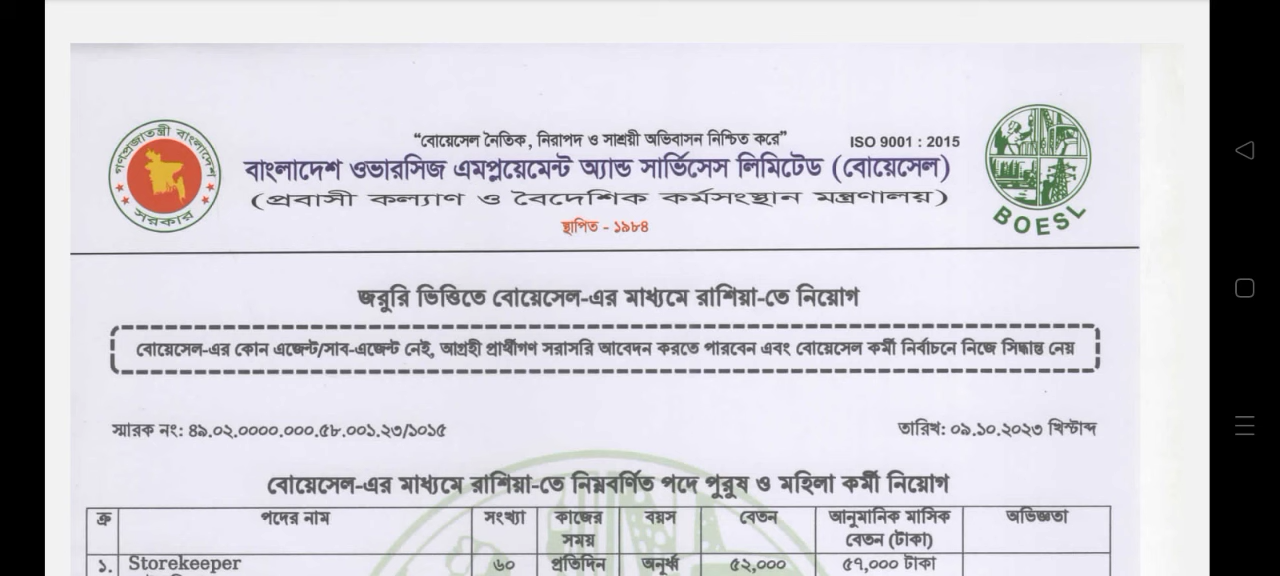 “বোয়েসেল নৈতিক, নিরাপদ ও সাশ্রয়ী অভিবাসন নিশ্চিত করে”
ISO 9001 : 2015
বাংলাদেশ ওভারসিজ এমপ্লয়মেন্ট অ্যান্ড সার্ভিসেস লিমিটেড (বোয়েসেল)
(প্রবাসী কল্যাণ ও বৈদেশিক কর্মসংস্থান মন্ত্রণালয়)
স্থাপিত - ১৯৮৪
গণপ্রজাতন্ত্রী বাংলাদেশ
সরকার
BOESL
জরুরি ভিত্তিতে বোয়েসেল-এর মাধ্যমে রাশিয়া-তে নিয়োগ
বোয়েসেল-এর কোন এজেন্ট/সাব-এজেন্ট নেই, আগ্রহী প্রার্থীগণ সরাসরি আবেদন করতে পারবেন এবং বোয়েসেল কর্মী নির্বাচনে নিজে সিদ্ধান্ত নেয়
স্মারক নং: ৪৯.০২.০০০০.০০০.৫৮.০০১.২৩/১০১৫
তারিখ: ০৯.১০.২০২৩ খিস্টাব্দ
বোয়েসেল-এর মাধ্যমে রাশিয়া-তে নিম্নবর্ণিত পদে পুরুষ ও মহিলা কর্মী নিয়োগ
ক্র পদের নাম সংখ্যা কাজের সময় বয়স বেতন আনুমানিক মাসিক বেতন (টাকা) অভিজ্ঞতা
১. Storekeeper ৬০ প্রতিদিন অনূর্ধ্ব ৫২,০০০ ৫৭,০০০ টাকা